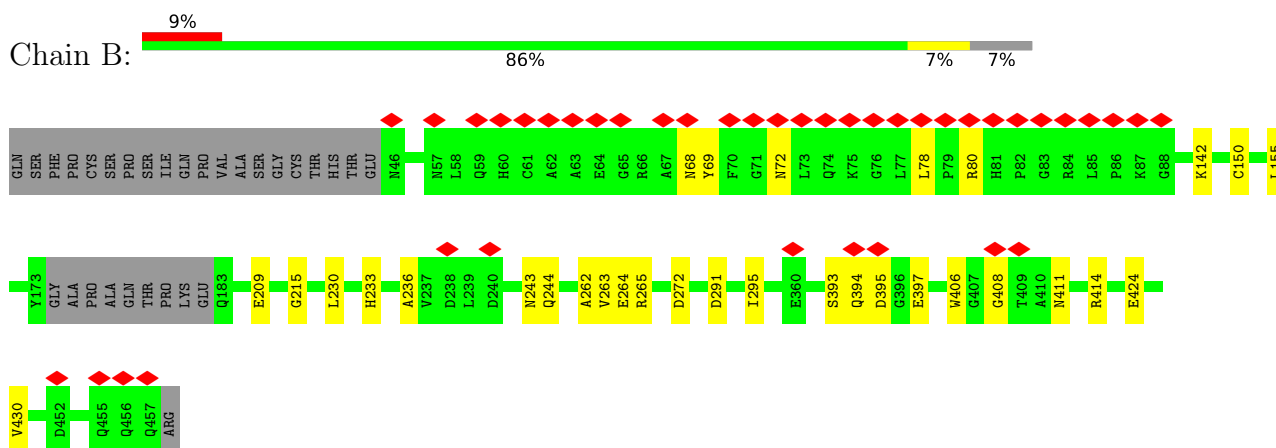 9%
Chain B:
86% 7% 7%
GLN SER PHE PRO CYS SER PRO SER ILE GLN PRO VAL ALA SER GLY CYS THR HIS THR GLU N46 N57 L58 Q59 H60 C61 A62 A63 E64 G65 R66 A67 N68 Y69 F70 G71 N72 L73 Q74 K75 G76 L77 L78 P79 R80 H81 P82 G83 R84 L85 P86 K87 G88 K142 C150 L155
Y173 GLY ALA PRO ALA GLN THR PRO LYS GLU Q183 E209 G215 L230 H233 A236 V237 D238 L239 D240 N243 Q244 A262 V263 E264 R265 D272 D291 I295 E360 S393 Q394 D395 G396 E397 W406 G407 G408 T409 A410 N411 R414 E424
V430 D452 Q455 Q456 Q457 ARG